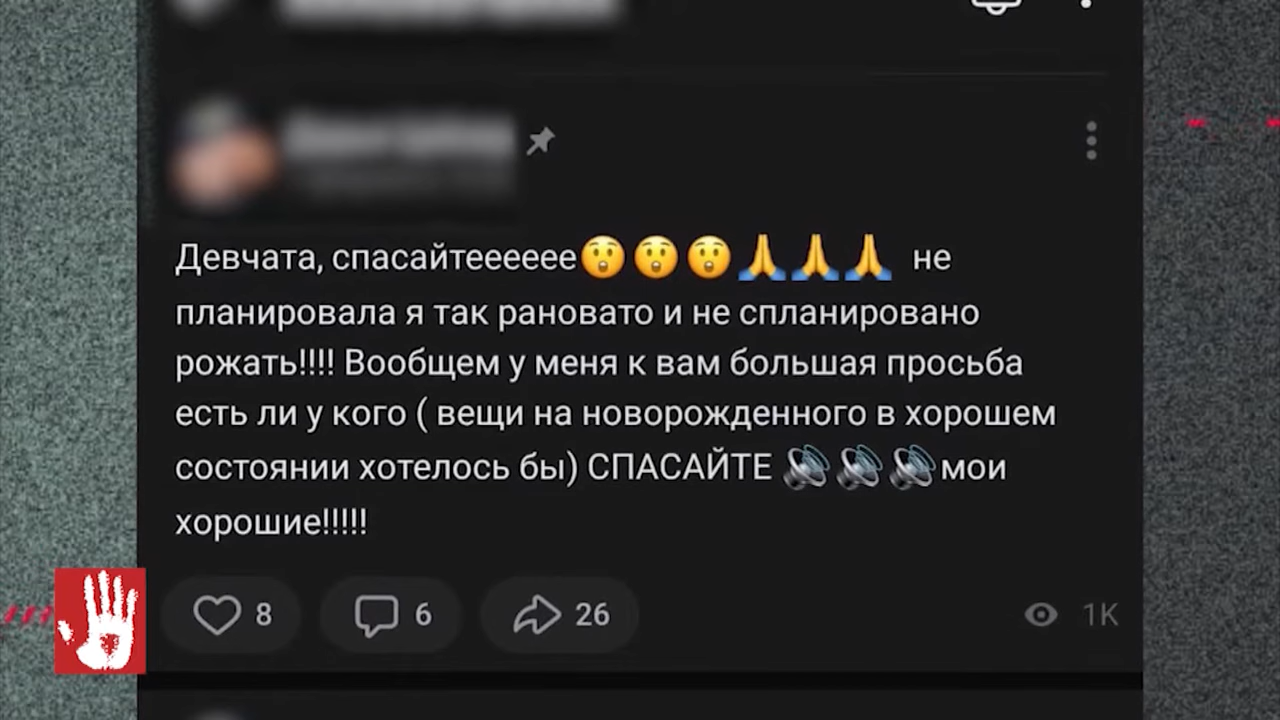 Девчата, спасайтеееееe😲😲😲🙏🙏🙏 не
планировала я так рановато и не спланировано
рожать!!!! Вообщем у меня к вам большая просьба
есть ли у кого ( вещи на новорожденного в хорошем
состоянии хотелось бы) СПАСАЙТЕ 🔊🔊🔊мои
хорошие!!!!!
8 6 26 1K